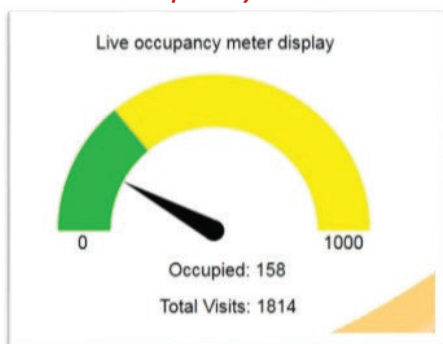 Live occupancy meter display
0
1000
Occupied: 158
Total Visits: 1814